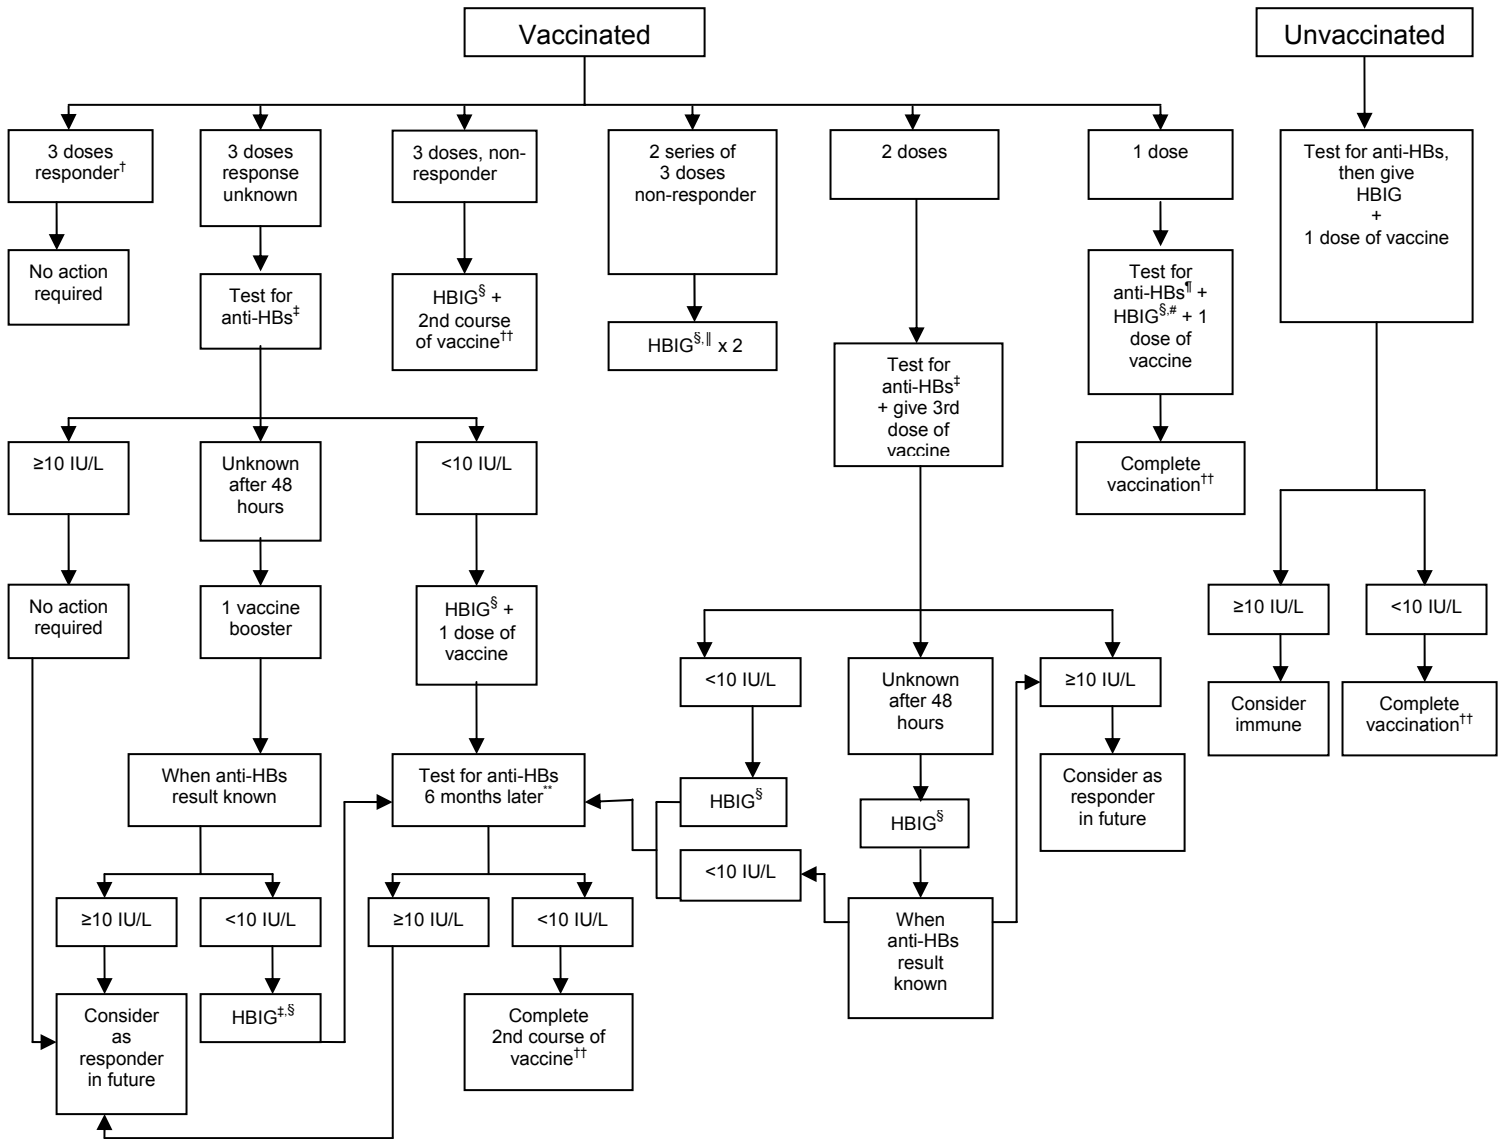 Vaccinated
Unvaccinated
3 doses
responder†
3 doses
response
unknown
3 doses, non-
responder
2 series of
3 doses
non-responder
2 doses
1 dose
Test for anti-HBs,
then give
HBIG
+
1 dose of vaccine
No action
required
Test for
anti-HBs‡
HBIG§ +
2nd course
of vaccine††
HBIG§,‖ x 2
Test for
anti-HBs‡
+ give 3rd
dose of
vaccine
Test for
anti-HBs¶ +
HBIG§,# + 1
dose of
vaccine
Complete
vaccination††
≥10 IU/L
Unknown
after 48
hours
<10 IU/L
No action
required
1 vaccine
booster
HBIG§ +
1 dose of
vaccine
<10 IU/L
Unknown
after 48
hours
≥10 IU/L
≥10 IU/L
<10 IU/L
Consider
immune
Complete
vaccination††
When anti-HBs
result known
Test for anti-HBs
6 months later**
HBIG§
HBIG§
Consider as
responder
in future
<10 IU/L
When
anti-HBs
result
known
≥10 IU/L
<10 IU/L
≥10 IU/L
<10 IU/L
Consider
as
responder
in future
HBIG‡,§
Complete
2nd course of
vaccine††